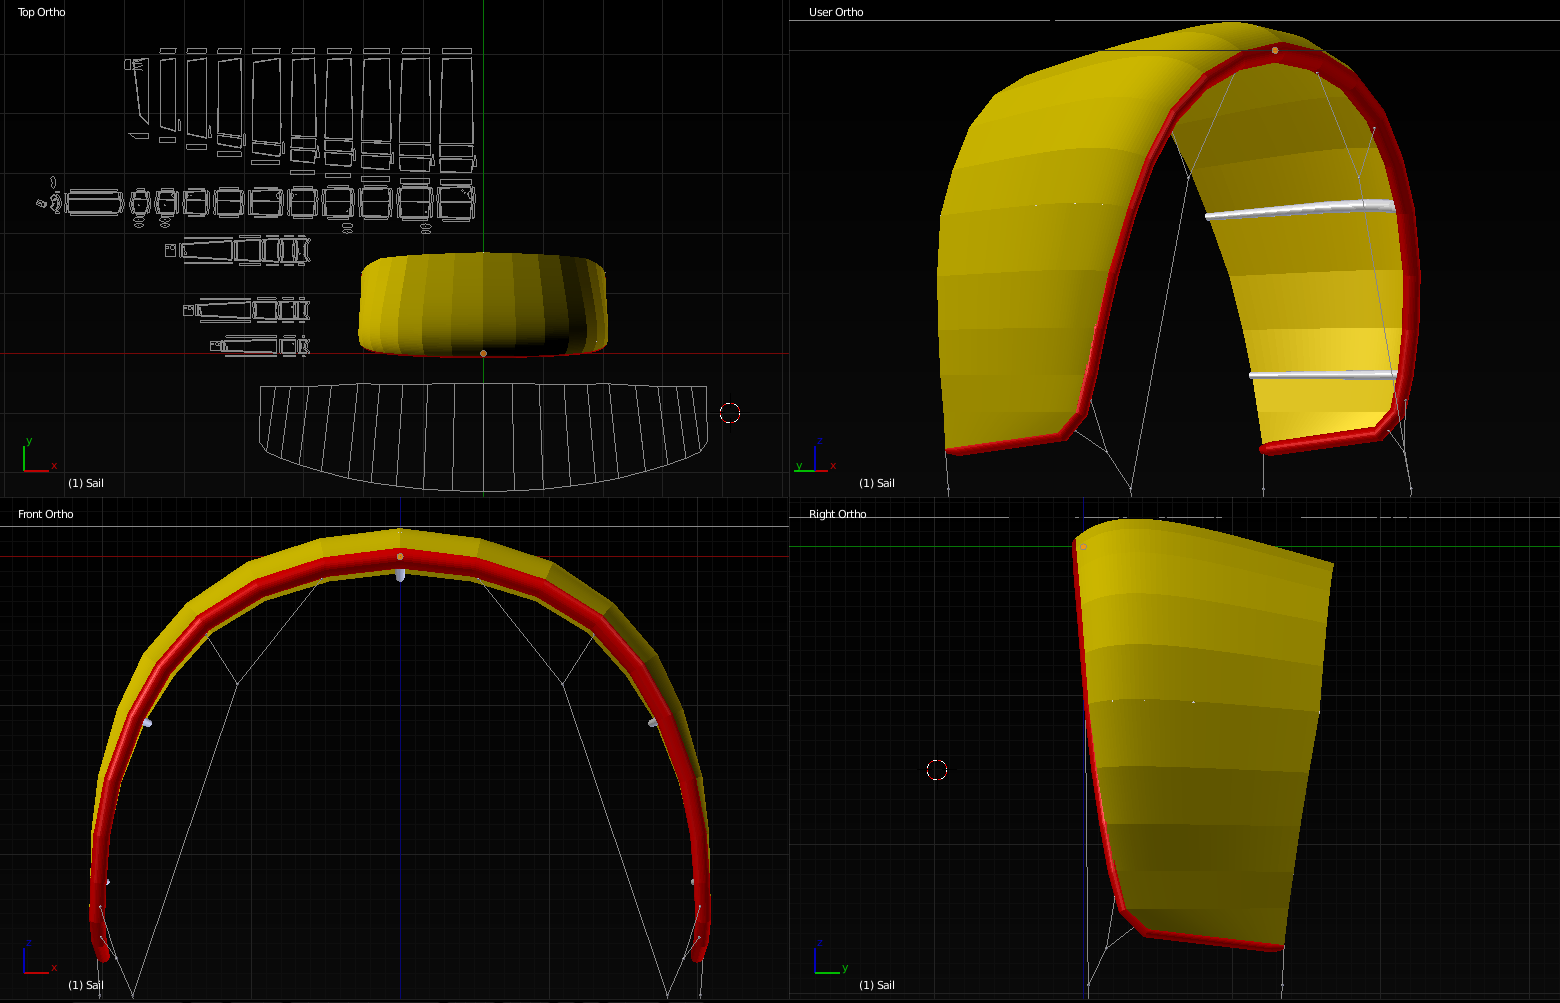 Top Ortho
User Ortho
y
x
(1) Sail
z
y
x
(1) Sail
Front Ortho
Right Ortho
z
x
(1) Sail
z
y
(1) Sail